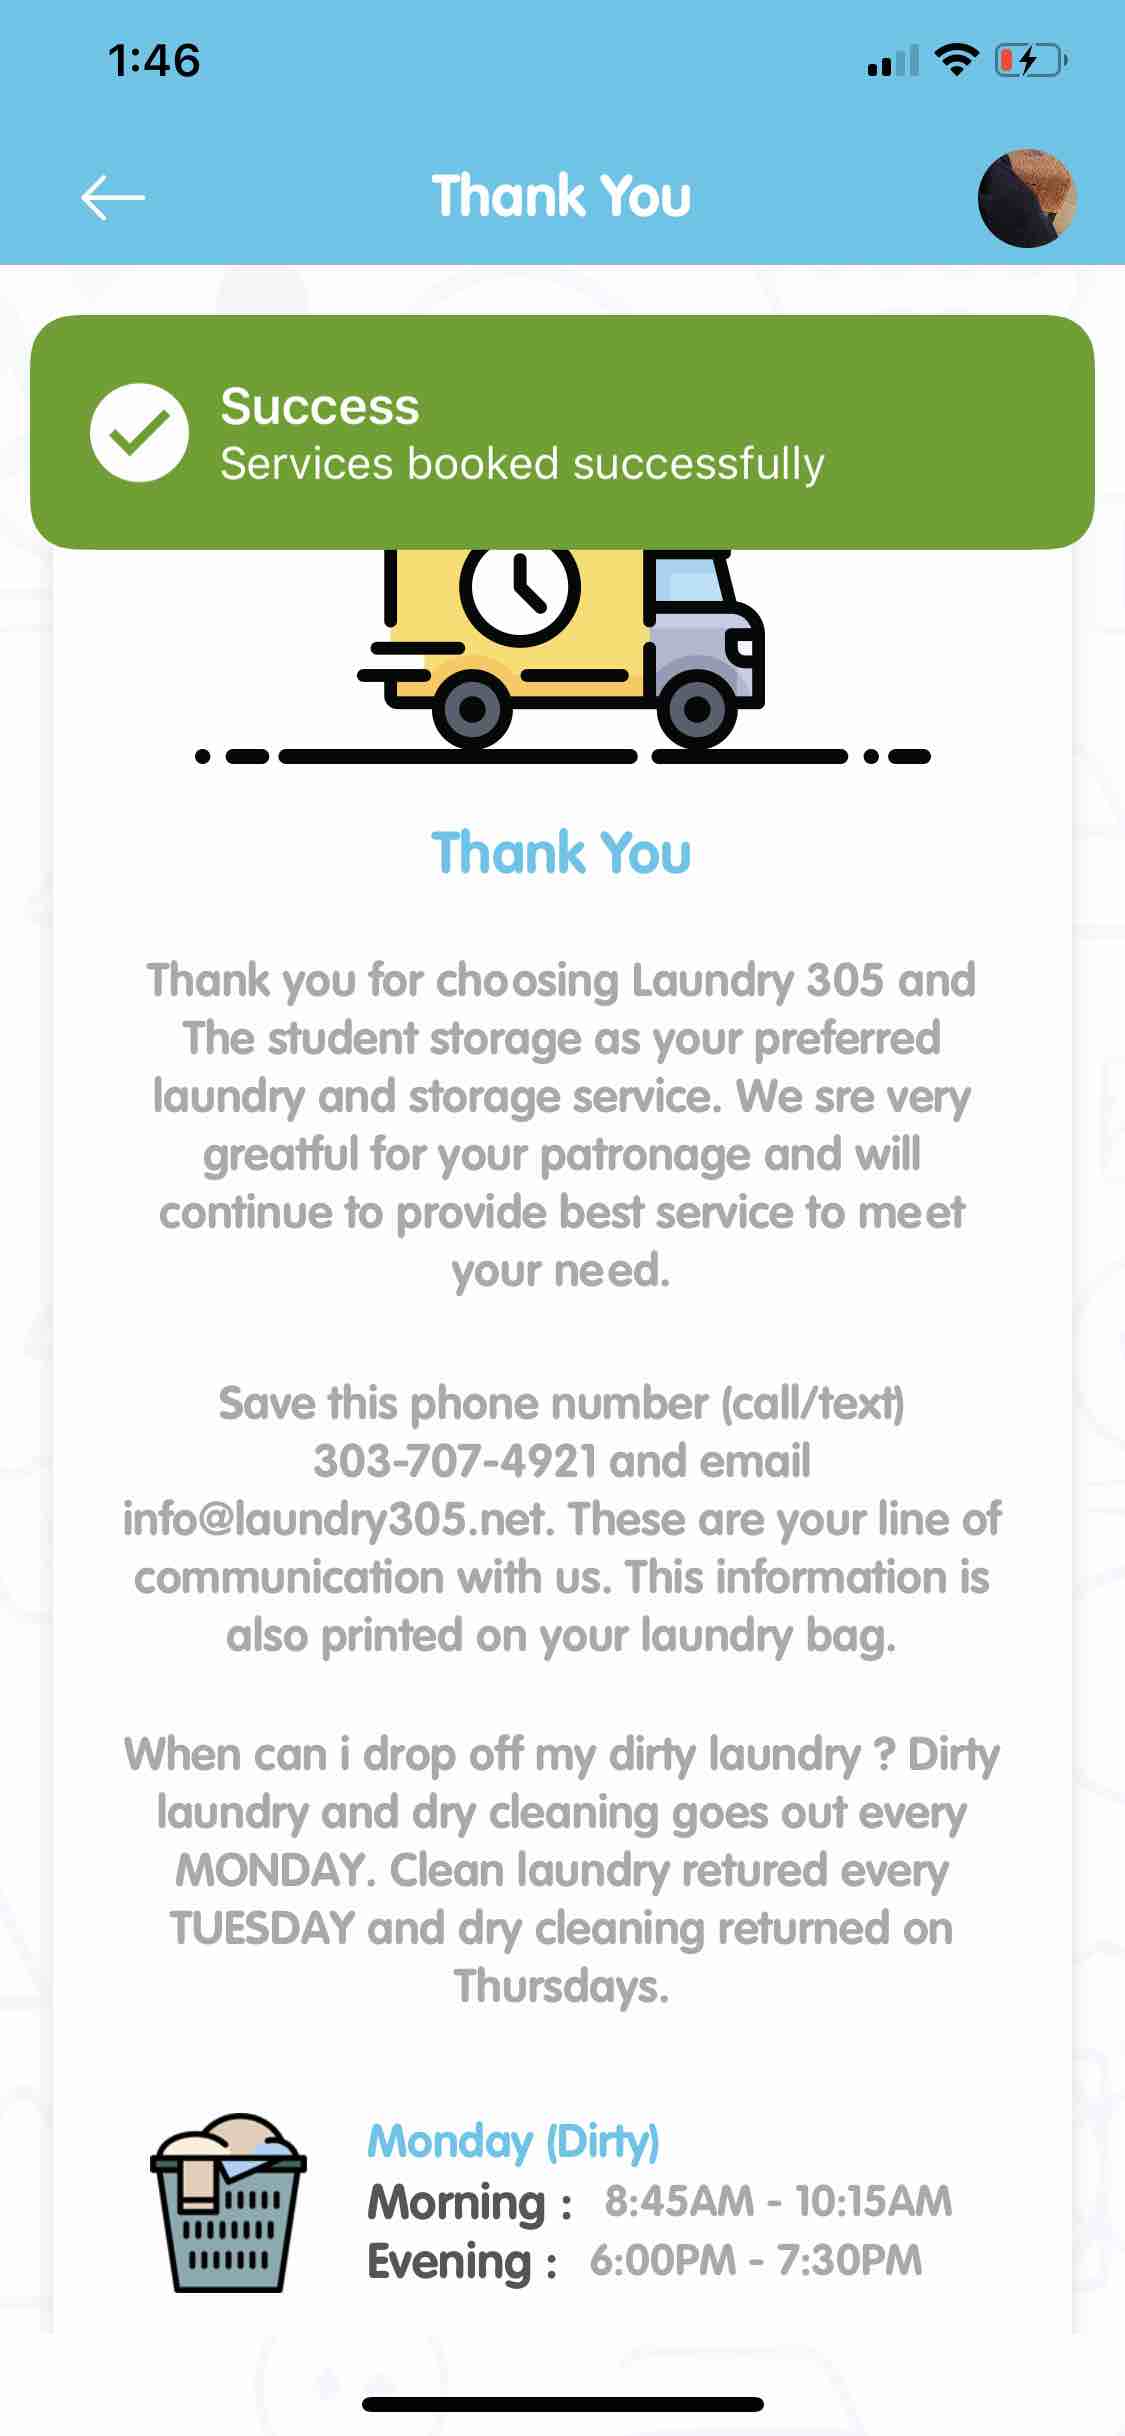 1:46
Thank You
Success
Services booked successfully
Thank You
Thank you for choosing Laundry 305 and
The student storage as your preferred
laundry and storage service. We sre very
greatful for your patronage and will
continue to provide best service to meet
your need.
Save this phone number (call/text)
303-707-4921 and email
info@laundry305.net. These are your line of
communication with us. This information is
also printed on your laundry bag.
When can i drop off my dirty laundry ? Dirty
laundry and dry cleaning goes out every
MONDAY. Clean laundry retured every
TUESDAY and dry cleaning returned on
Thursdays.
Monday (Dirty)
Morning : 8:45AM - 10:15AM
Evening : 6:00PM - 7:30PM